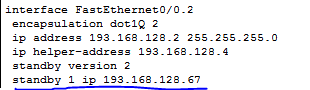 interface FastEthernet0/0.2
encapsulation dot1Q 2
ip address 193.168.128.2 255.255.255.0
ip helper-address 193.168.128.4
standby version 2
standby 1 ip 193.168.128.67